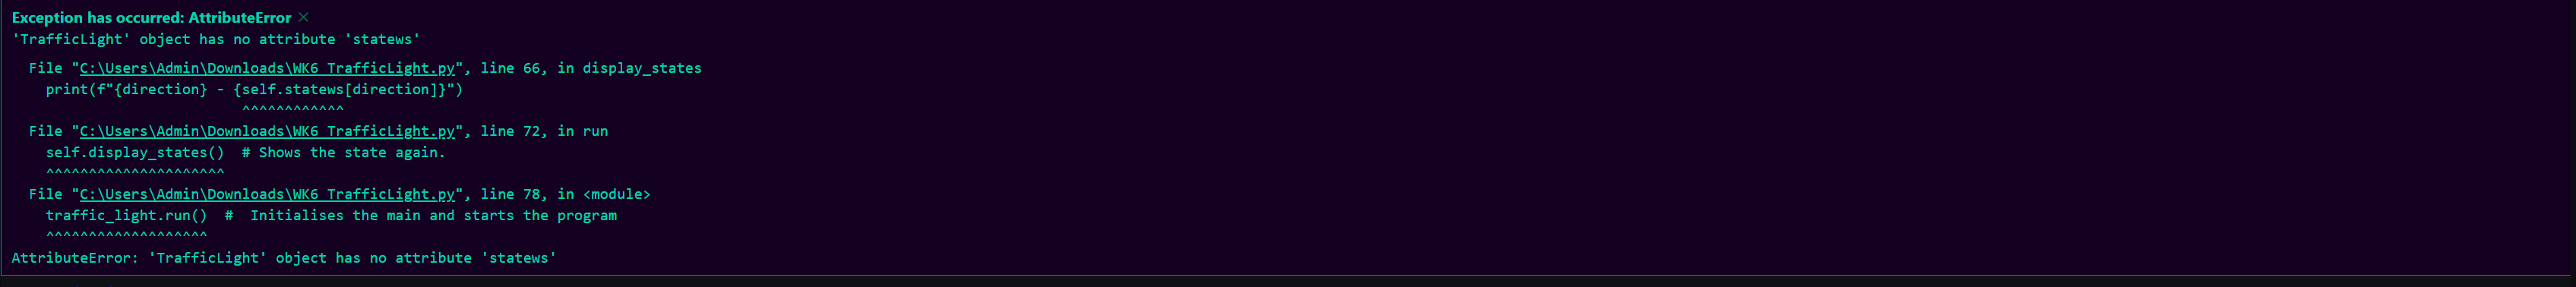 Exception has occurred: AttributeError ×
'TrafficLight' object has no attribute 'statews'
File "C:\Users\Admin\Downloads\WK6_TrafficLight.py", line 66, in display_states
print(f"{direction} - {self.statews[direction]}")
^^^^^^^^^^^^
File "C:\Users\Admin\Downloads\WK6_TrafficLight.py", line 72, in run
self.display_states()  # Shows the state again.
^^^^^^^^^^^^^^^^^^^^^
File "C:\Users\Admin\Downloads\WK6_TrafficLight.py", line 78, in <module>
traffic_light.run()  #  Initialises the main and starts the program
^^^^^^^^^^^^^^^^^^^
AttributeError: 'TrafficLight' object has no attribute 'statews'